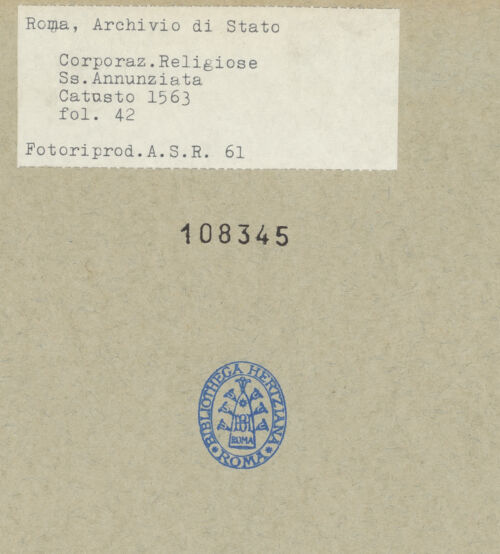 Roma, Archivio di Stato
Corporaz.Religiose
Ss.Annunziata
Catusto 1563
fol. 42
Fotoriprod.A.S.R. 61
108345
BIBLIOTHECA HERTZIANA
BH
ROMA
ROMA